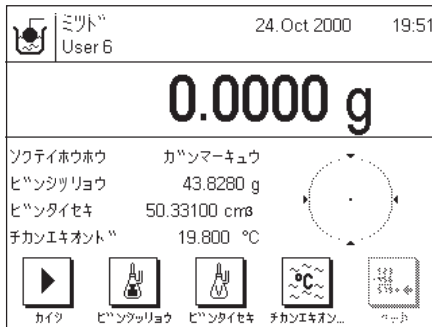 ミツド 24.Oct 2000 19:51
User 6
0.0000 g
ソクテイホウホウ ガンマーキュウ
ビンシツリョウ 43.8280 g
ビンタイセキ 50.33100 cm³
チカンエキオンド 19.800 °C
°C
カイシ ビンシツリョウ ビンタイセキ チカンエキオン...